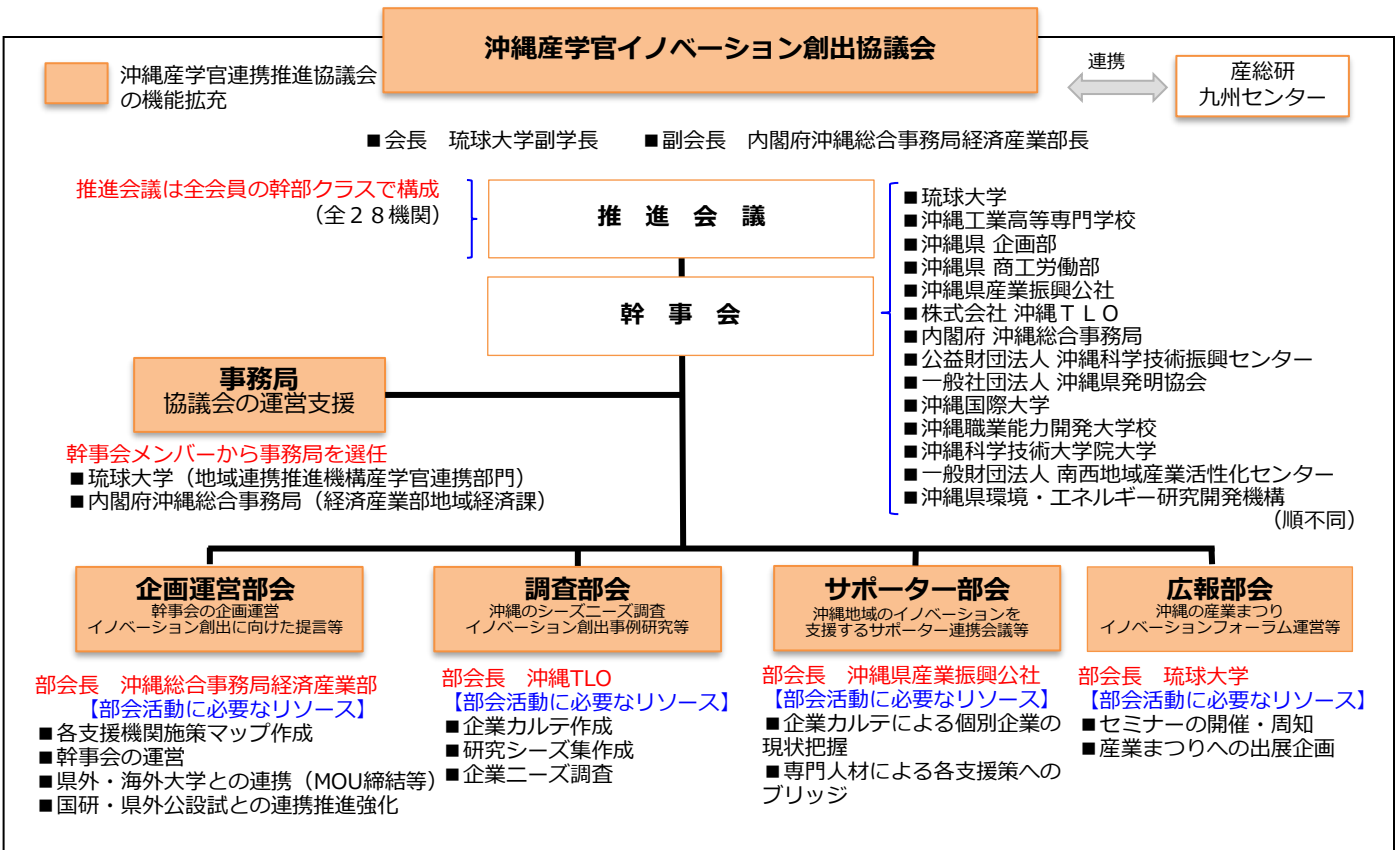 沖縄産学官イノベーション創出協議会
沖縄産学官連携推進協議会
の機能拡充
連携
産総研
九州センター
■会長　琉球大学副学長　　■副会長　内閣府沖縄総合事務局経済産業部長
推進会議は全会員の幹部クラスで構成
（全２８機関）
推　進　会　議
幹　事　会
■琉球大学
■沖縄工業高等専門学校
■沖縄県 企画部
■沖縄県 商工労働部
■沖縄県産業振興公社
■株式会社 沖縄ＴＬＯ
■内閣府 沖縄総合事務局
■公益財団法人 沖縄科学技術振興センター
■一般社団法人 沖縄県発明協会
■沖縄国際大学
■沖縄職業能力開発大学校
■沖縄科学技術大学院大学
■一般財団法人 南西地域産業活性化センター
■沖縄県環境・エネルギー研究開発機構
（順不同）
事務局
協議会の運営支援
幹事会メンバーから事務局を選任
■琉球大学（地域連携推進機構産学官連携部門）
■内閣府沖縄総合事務局（経済産業部地域経済課）
企画運営部会
幹事会の企画運営
イノベーション創出に向けた提言等
部会長　沖縄総合事務局経済産業部
【部会活動に必要なリソース】
■各支援機関施策マップ作成
■幹事会の運営
■県外・海外大学との連携（MOU締結等）
■国研・県外公設試との連携推進強化
調査部会
沖縄のシーズニーズ調査
イノベーション創出事例研究等
部会長　沖縄TLO
【部会活動に必要なリソース】
■企業カルテ作成
■研究シーズ集作成
■企業ニーズ調査
サポーター部会
沖縄地域のイノベーションを
支援するサポーター連携会議等
部会長　沖縄県産業振興公社
【部会活動に必要なリソース】
■企業カルテによる個別企業の
現状把握
■専門人材による各支援策への
ブリッジ
広報部会
沖縄の産業まつり
イノベーションフォーラム運営等
部会長　琉球大学
【部会活動に必要なリソース】
■セミナーの開催・周知
■産業まつりへの出展企画